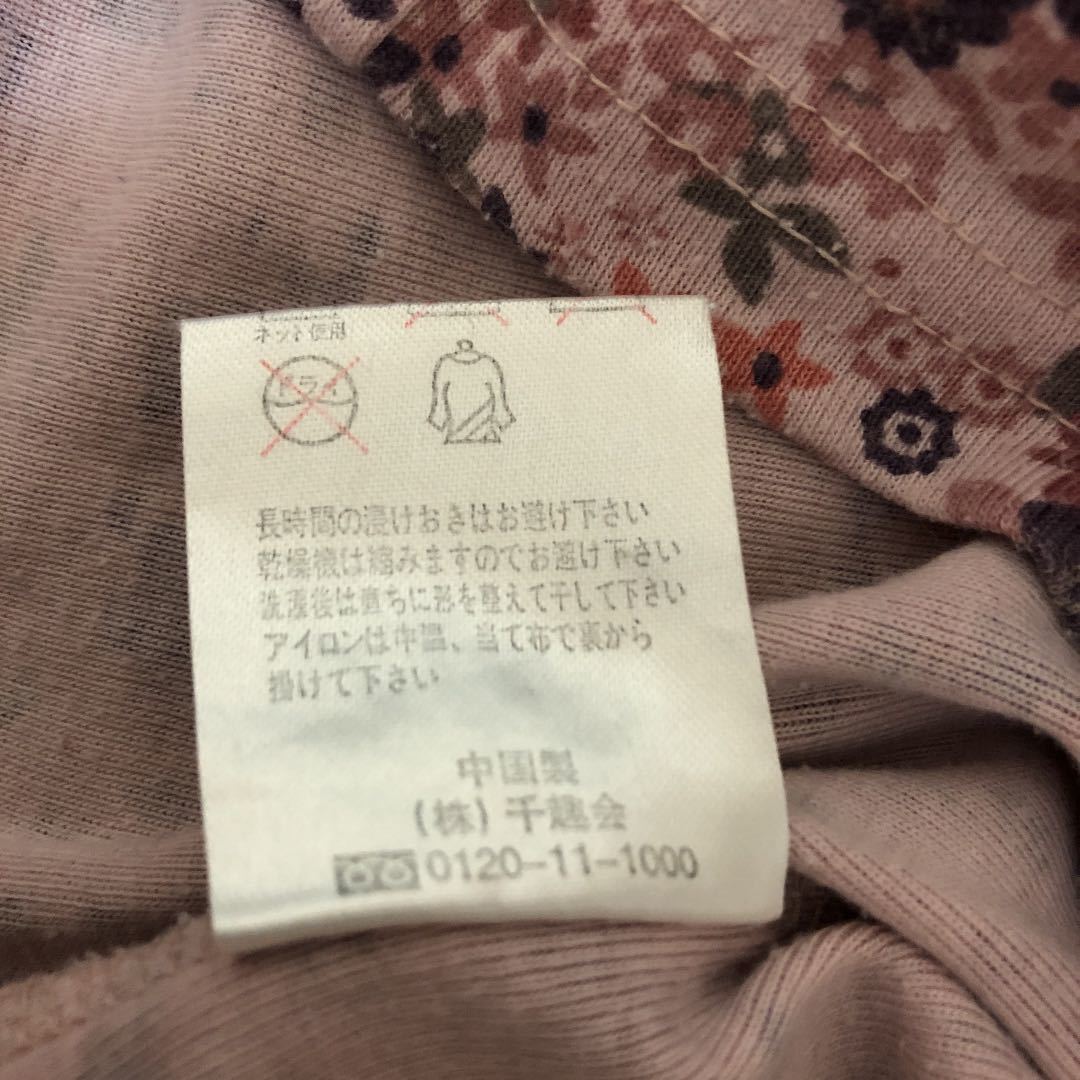 ネット使用
ドライ
長時間の浸けおきはお避け下さい
乾燥機は縮みますのでお避け下さい
洗濯後は直ちに形を整えて干して下さい
アイロンは中温、当て布で裏から
掛けて下さい
中国製
(株)千趣会
0120-11-1000